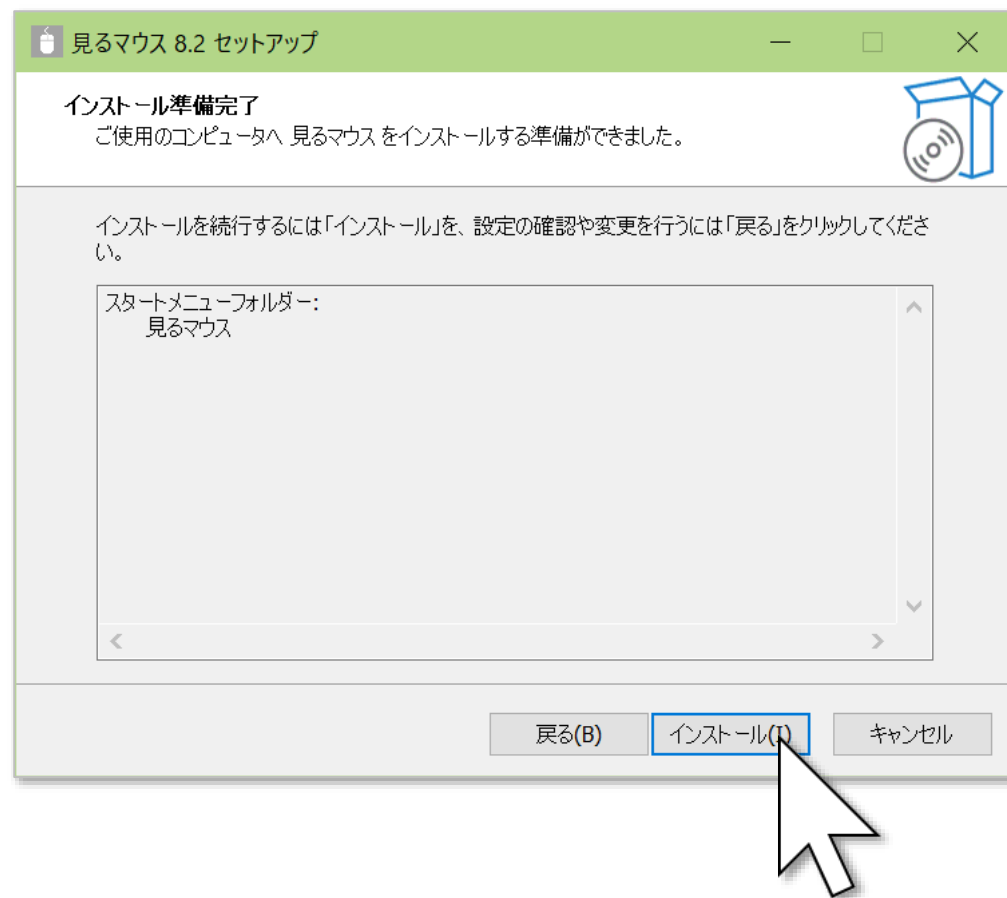 見るマウス 8.2 セットアップ
インストール準備完了
ご使用のコンピュータへ 見るマウス をインストールする準備ができました。
インストールを続行するには「インストール」を、設定の確認や変更を行うには「戻る」をクリックしてくださ
い。
スタートメニューフォルダー:
見るマウス
戻る(B)
インストール(I)
キャンセル